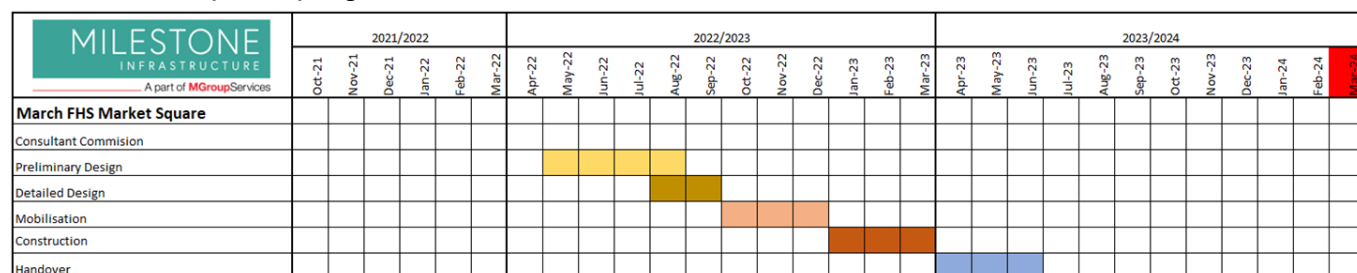 MILESTONE
INFRASTRUCTURE
A part of MGroupServices
2021/2022 2022/2023 2023/2024
Oct-21 Nov-21 Dec-21 Jan-22 Feb-22 Mar-22 Apr-22 May-22 Jun-22 Jul-22 Aug-22 Sep-22 Oct-22 Nov-22 Dec-22 Jan-23 Feb-23 Mar-23 Apr-23 May-23 Jun-23 Jul-23 Aug-23 Sep-23 Oct-23 Nov-23 Dec-23 Jan-24 Feb-24 Mar-24
March FHS Market Square
Consultant Commision
Preliminary Design
Detailed Design
Mobilisation
Construction
Handover